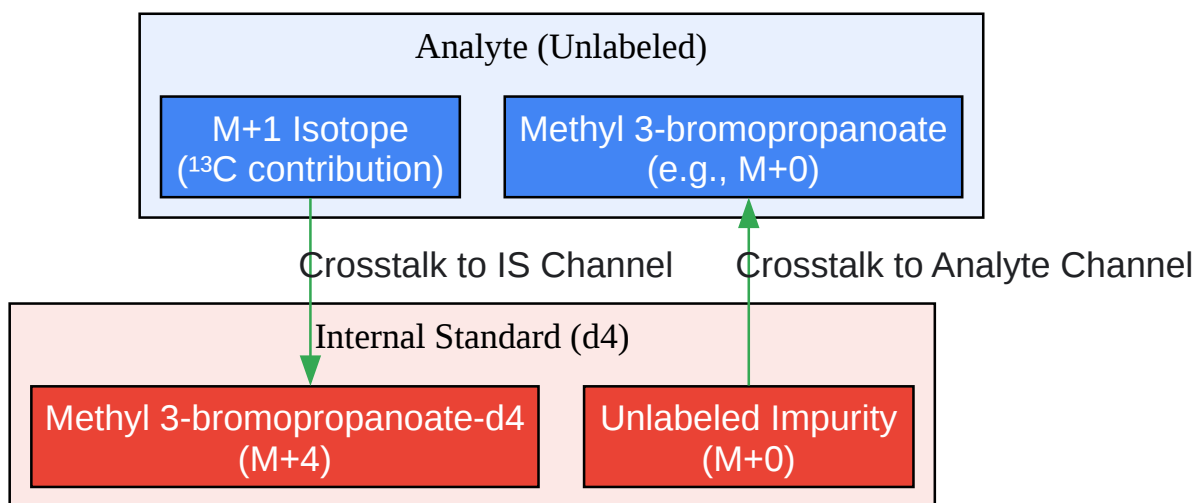 Analyte (Unlabeled)
M+1 Isotope
(¹³C contribution)
Methyl 3-bromopropanoate
(e.g., M+0)
Crosstalk to IS Channel
Crosstalk to Analyte Channel
Internal Standard (d4)
Methyl 3-bromopropanoate-d4
(M+4)
Unlabeled Impurity
(M+0)